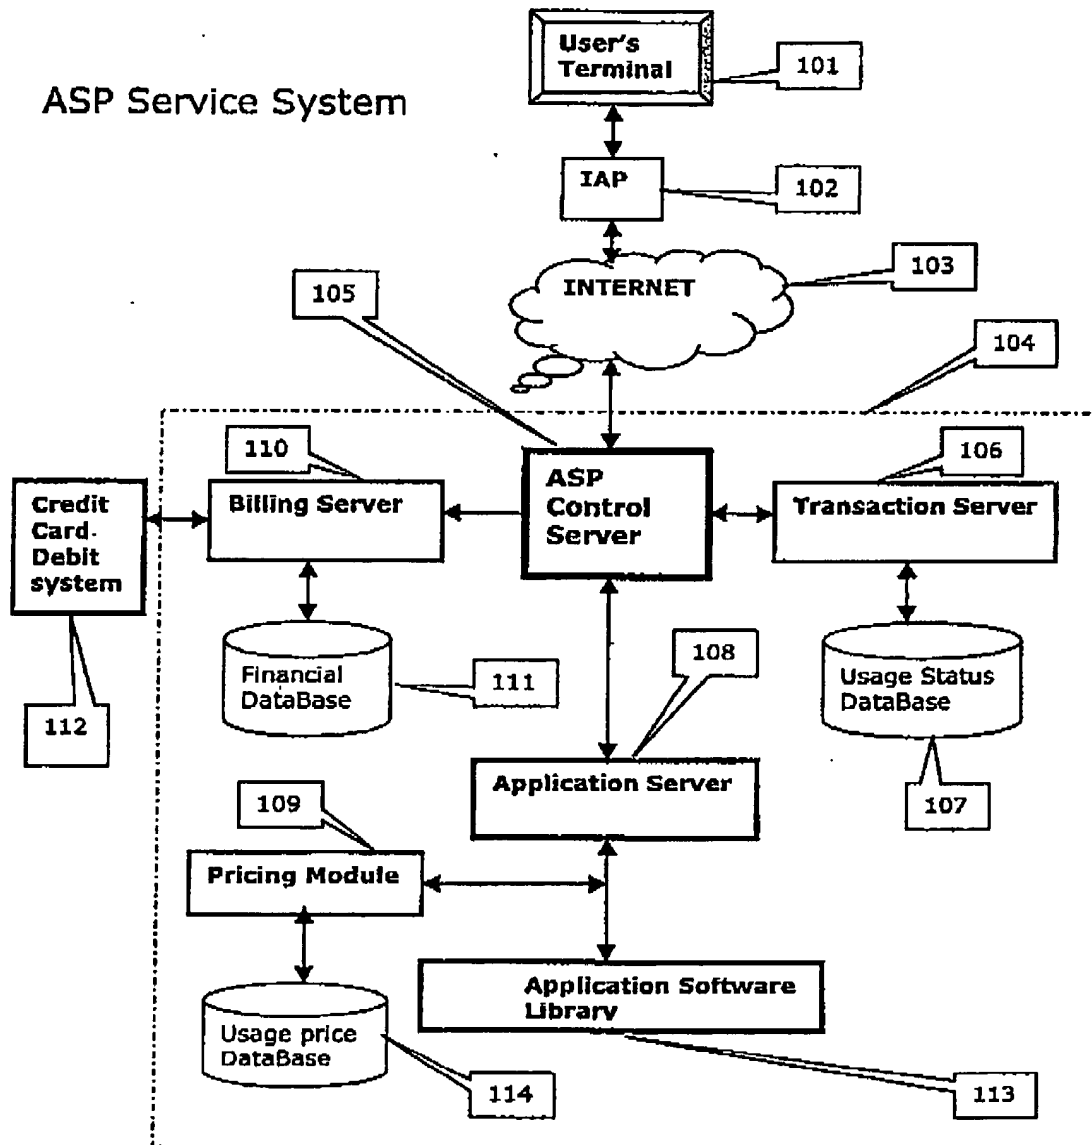 User's
Terminal
101
ASP Service System
IAP
102
INTERNET
103
105
104
110
106
Credit
Card-
Debit
system
Billing Server
ASP
Control
Server
Transaction Server
108
Financial
DataBase
111
Usage Status
DataBase
112
Application Server
107
109
Pricing Module
Application Software
Library
Usage price
DataBase
114
113